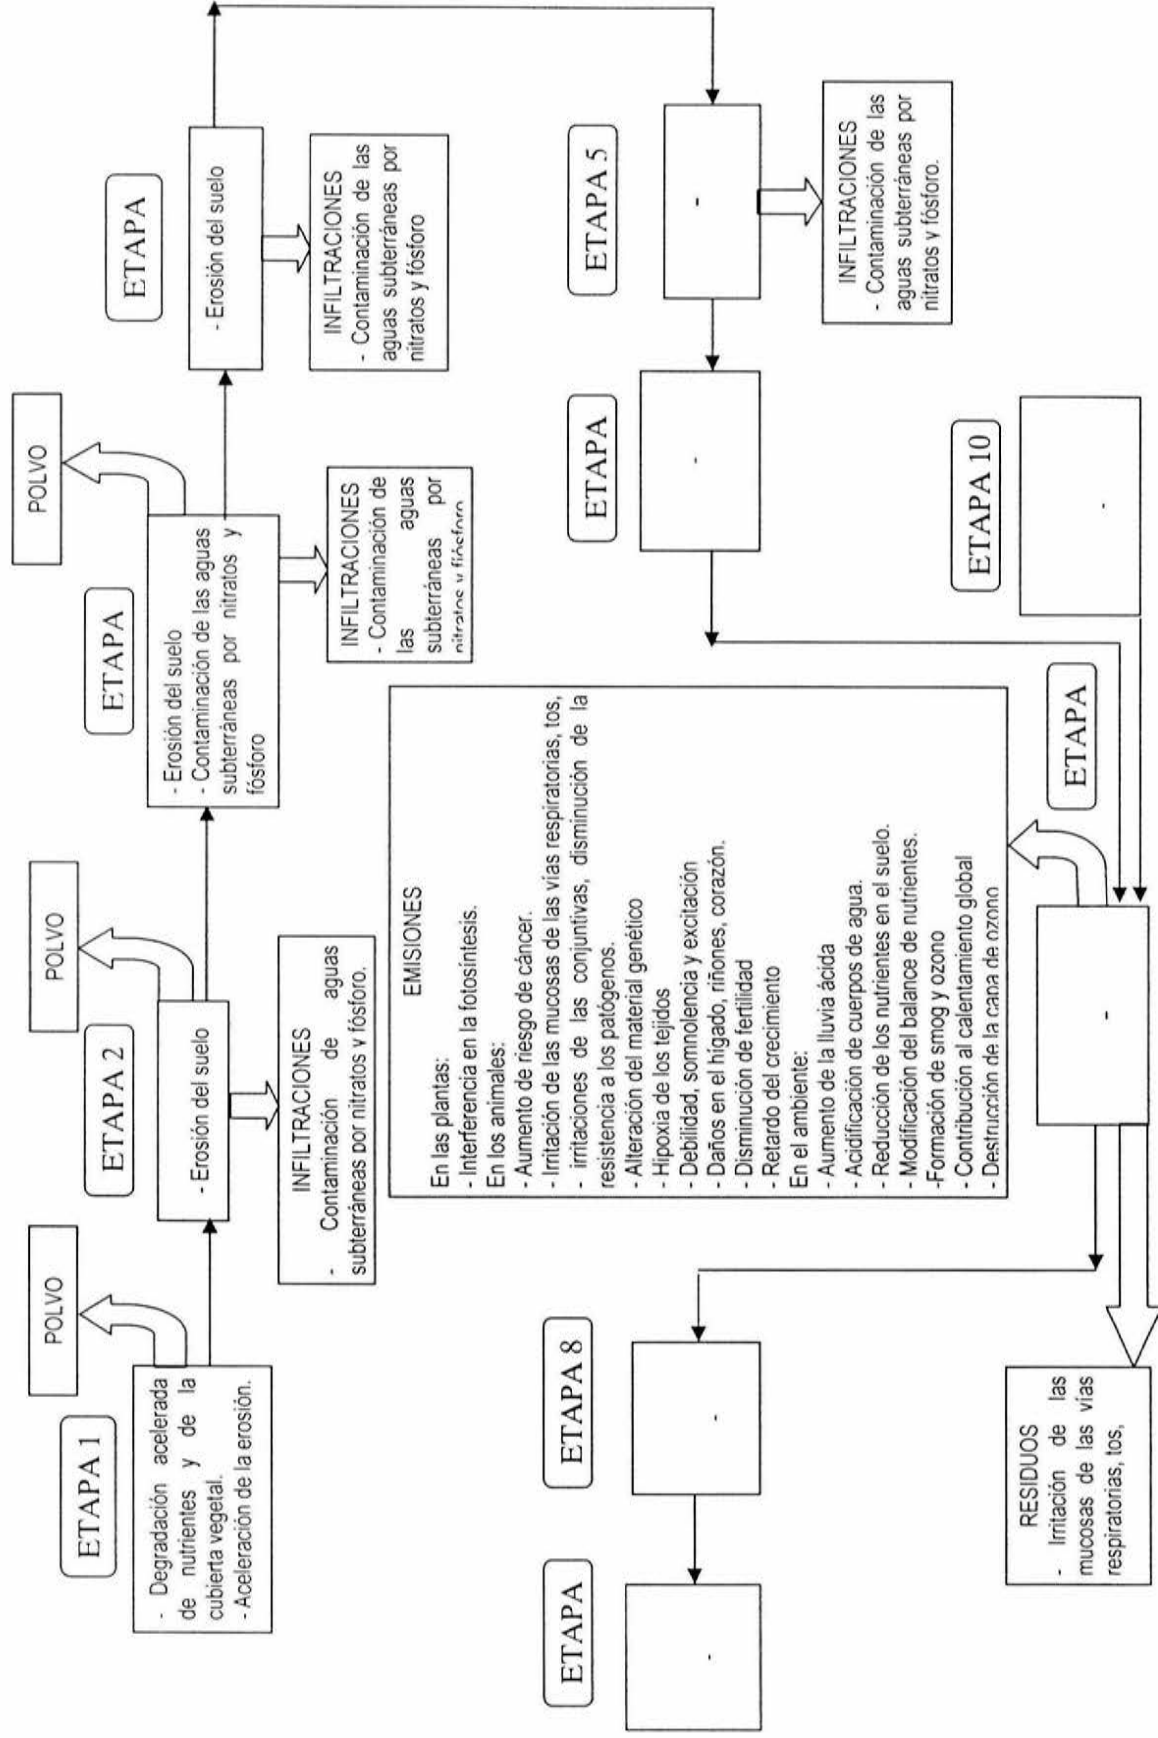 ETAPA 1
POLVO
- Degradación acelerada
de nutrientes y de la
cubierta vegetal.
- Aceleración de la erosión.
ETAPA 2
POLVO
- Erosión del suelo
INFILTRACIONES
- Contaminación de aguas
subterráneas por nitratos y fósforo.
ETAPA
POLVO
- Erosión del suelo
- Contaminación de las aguas
subterráneas por nitratos y
fósforo
INFILTRACIONES
- Contaminación de
las aguas
subterráneas por
nitratos y fósforo
ETAPA
- Erosión del suelo
INFILTRACIONES
- Contaminación de las
aguas subterráneas por
nitratos y fósforo
ETAPA 5
-
INFILTRACIONES
- Contaminación de las
aguas subterráneas por
nitratos y fósforo.
ETAPA
-
ETAPA 10
-
ETAPA
-
EMISIONES
En las plantas:
- Interferencia en la fotosíntesis.
En los animales:
- Aumento de riesgo de cáncer.
- Irritación de las mucosas de las vías respiratorias, tos,
- irritaciones de las conjuntivas, disminución de la
resistencia a los patógenos.
- Alteración del material genético
- Hipoxia de los tejidos
- Debilidad, somnolencia y excitación
- Daños en el hígado, riñones, corazón.
- Disminución de fertilidad
- Retardo del crecimiento
En el ambiente:
- Aumento de la lluvia ácida
- Acidificación de cuerpos de agua.
- Reducción de los nutrientes en el suelo.
- Modificación del balance de nutrientes.
-Formación de smog y ozono
- Contribución al calentamiento global
- Destrucción de la capa de ozono
ETAPA 8
-
ETAPA
-
RESIDUOS
- Irritación de las
mucosas de las vías
respiratorias, tos,